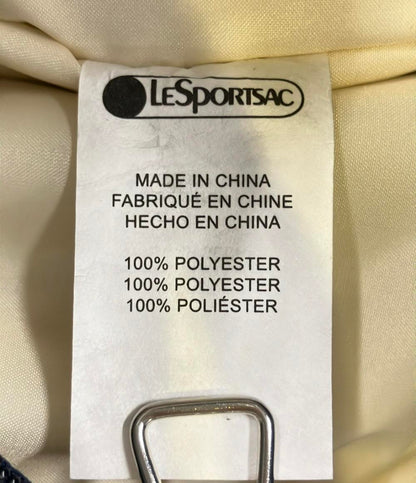 LESPORTSAC
MADE IN CHINA
FABRIQUÉ EN CHINE
HECHO EN CHINA
100% POLYESTER
100% POLYESTER
100% POLIÉSTER